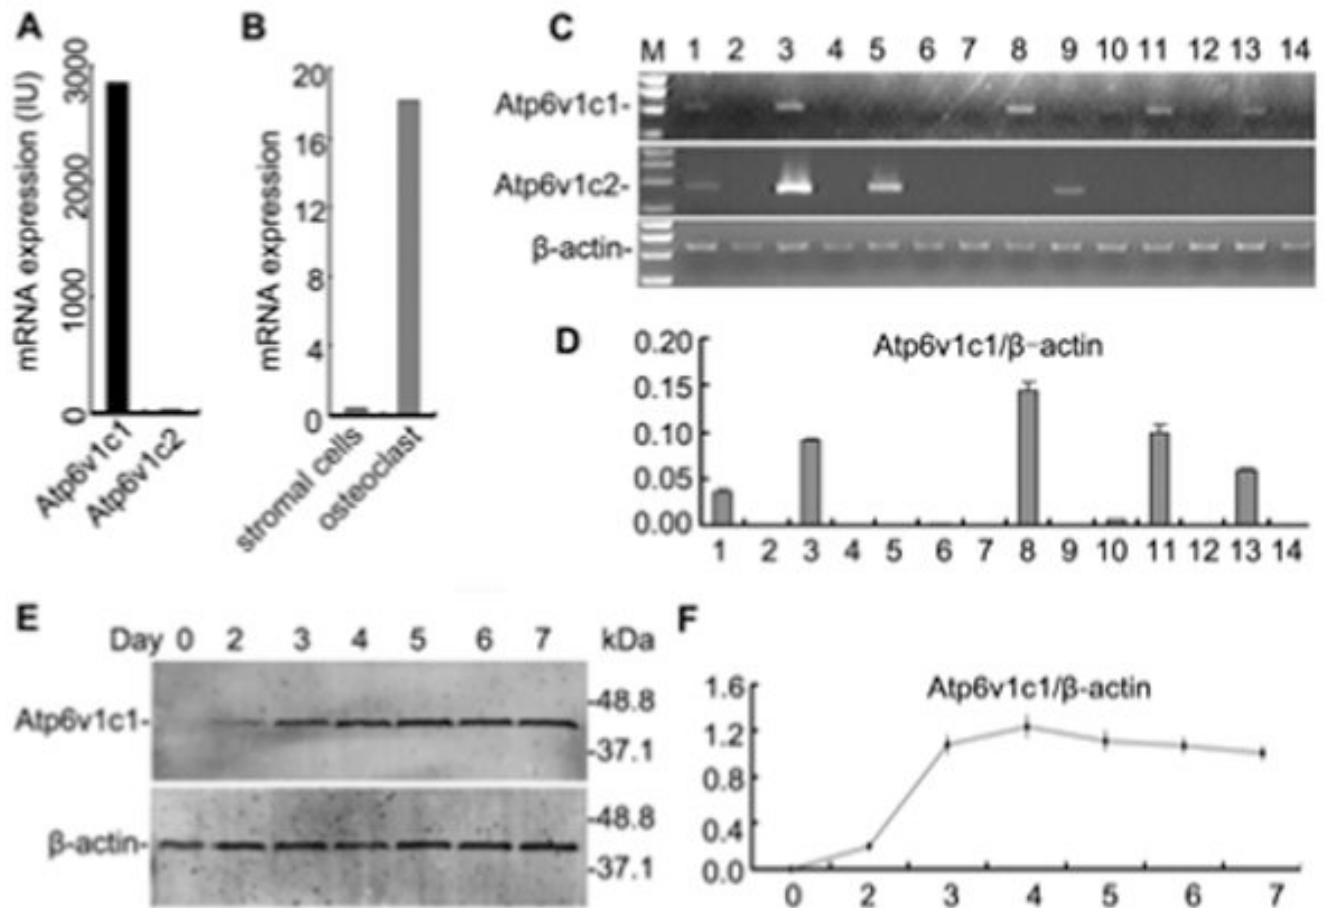 A
mRNA expression (IU)
3000
2000
1000
0
Atp6v1c1
Atp6v1c2
B
mRNA expression
20
16
12
8
4
0
stromal cells
osteoclast
C
M 1 2 3 4 5 6 7 8 9 10 11 12 13 14
Atp6v1c1-
Atp6v1c2-
β-actin-
D
Atp6v1c1/β-actin
0.20
0.15
0.10
0.05
0.00
1 2 3 4 5 6 7 8 9 10 11 12 13 14
E
Day 0 2 3 4 5 6 7 kDa
Atp6v1c1-
-48.8
-37.1
β-actin-
-48.8
-37.1
F
Atp6v1c1/β-actin
1.6
1.2
0.8
0.4
0.0
0 2 3 4 5 6 7